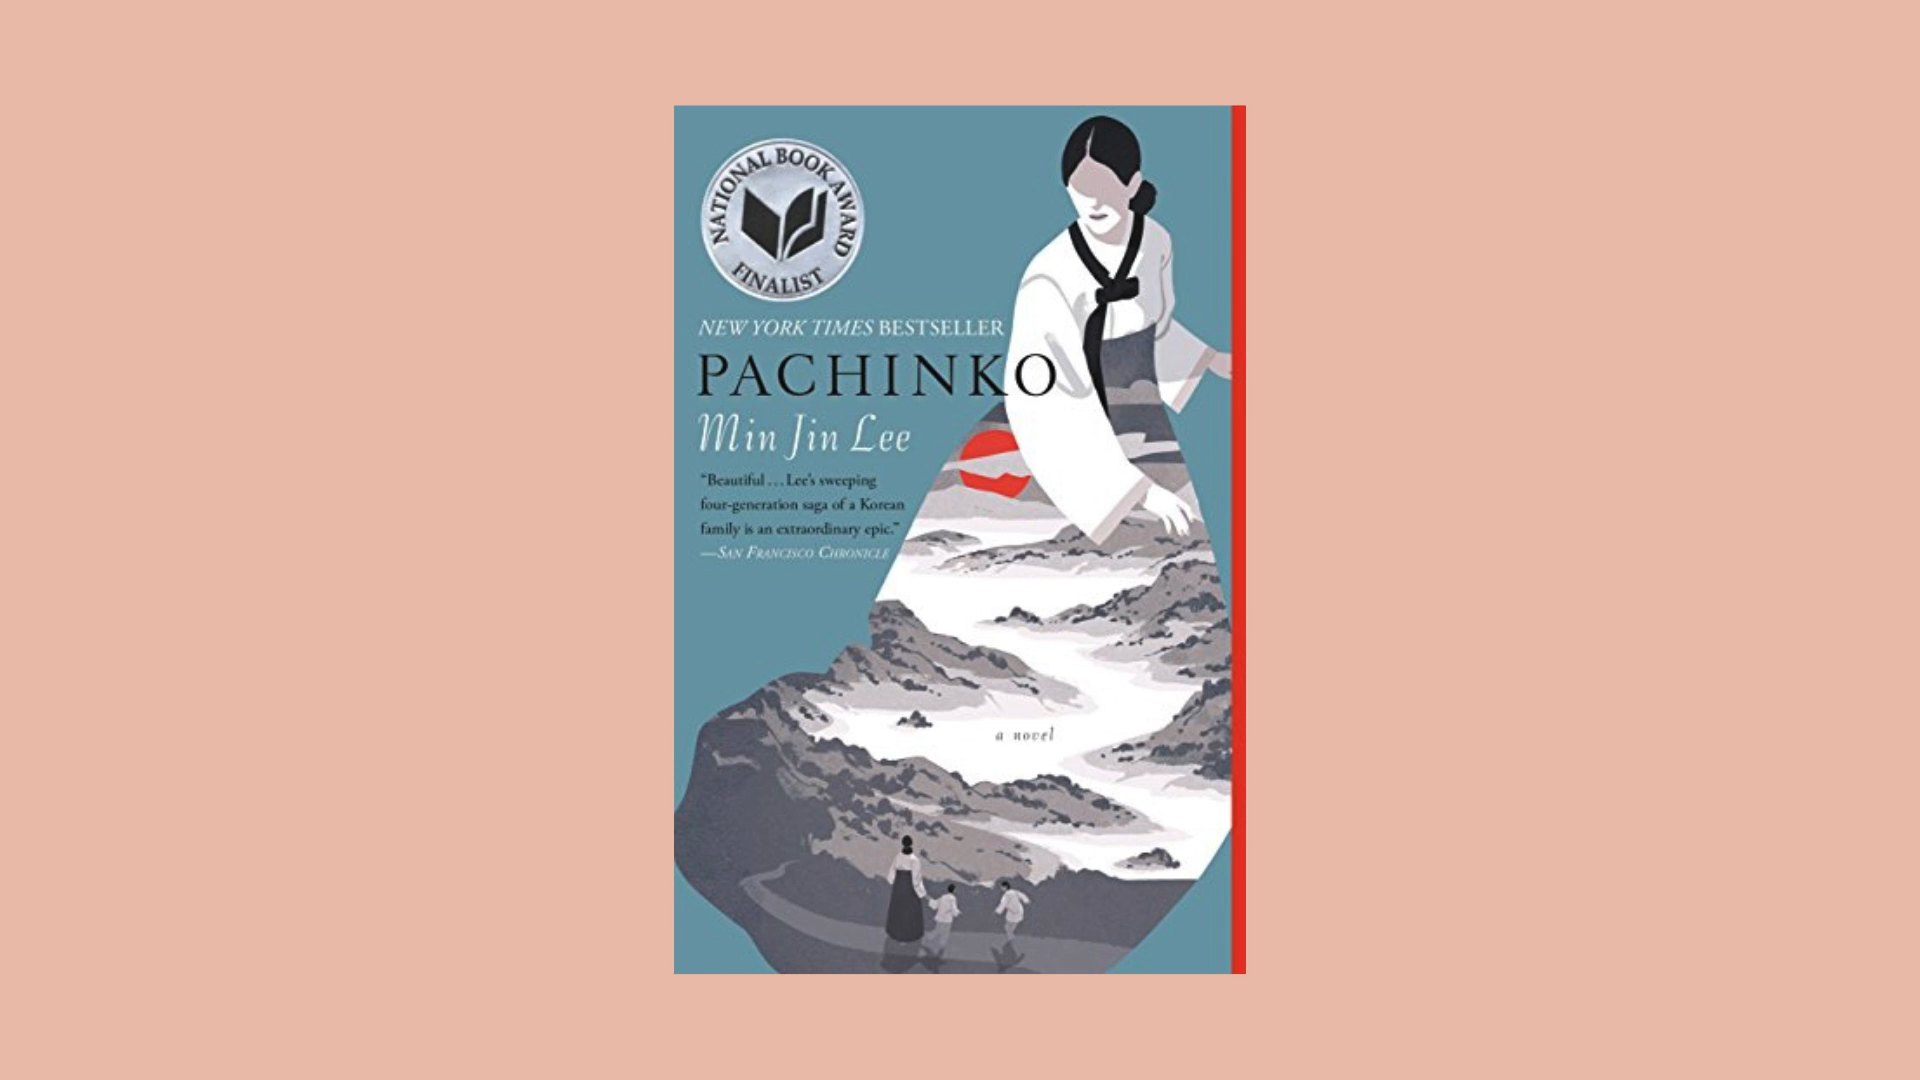 NATIONAL BOOK AWARD
FINALIST
NEW YORK TIMES BESTSELLER
PACHINKO
Min Jin Lee
“Beautiful...Lee’s sweeping
four-generation saga of a Korean
family is an extraordinary epic.”
—SAN FRANCISCO CHRONICLE
a novel